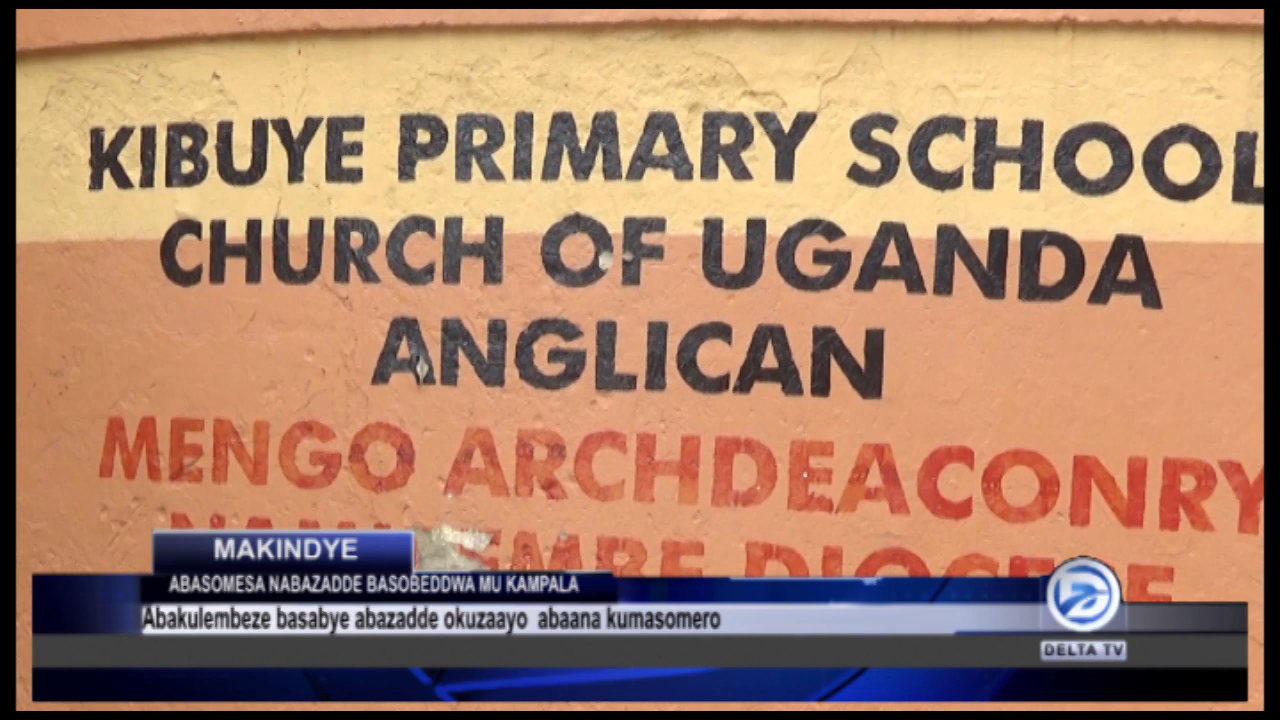 KIBUYE PRIMARY SCHOOL
CHURCH OF UGANDA
ANGLICAN
MENGO ARCHDEACONRY
DIOCESE
MAKINDYE
ABASOMESA NABAZADDE BASOBEDDWA MU KAMPALA
Abakulembeze basabye abazadde okuzaayo abaana kumasomero
DELTA TV